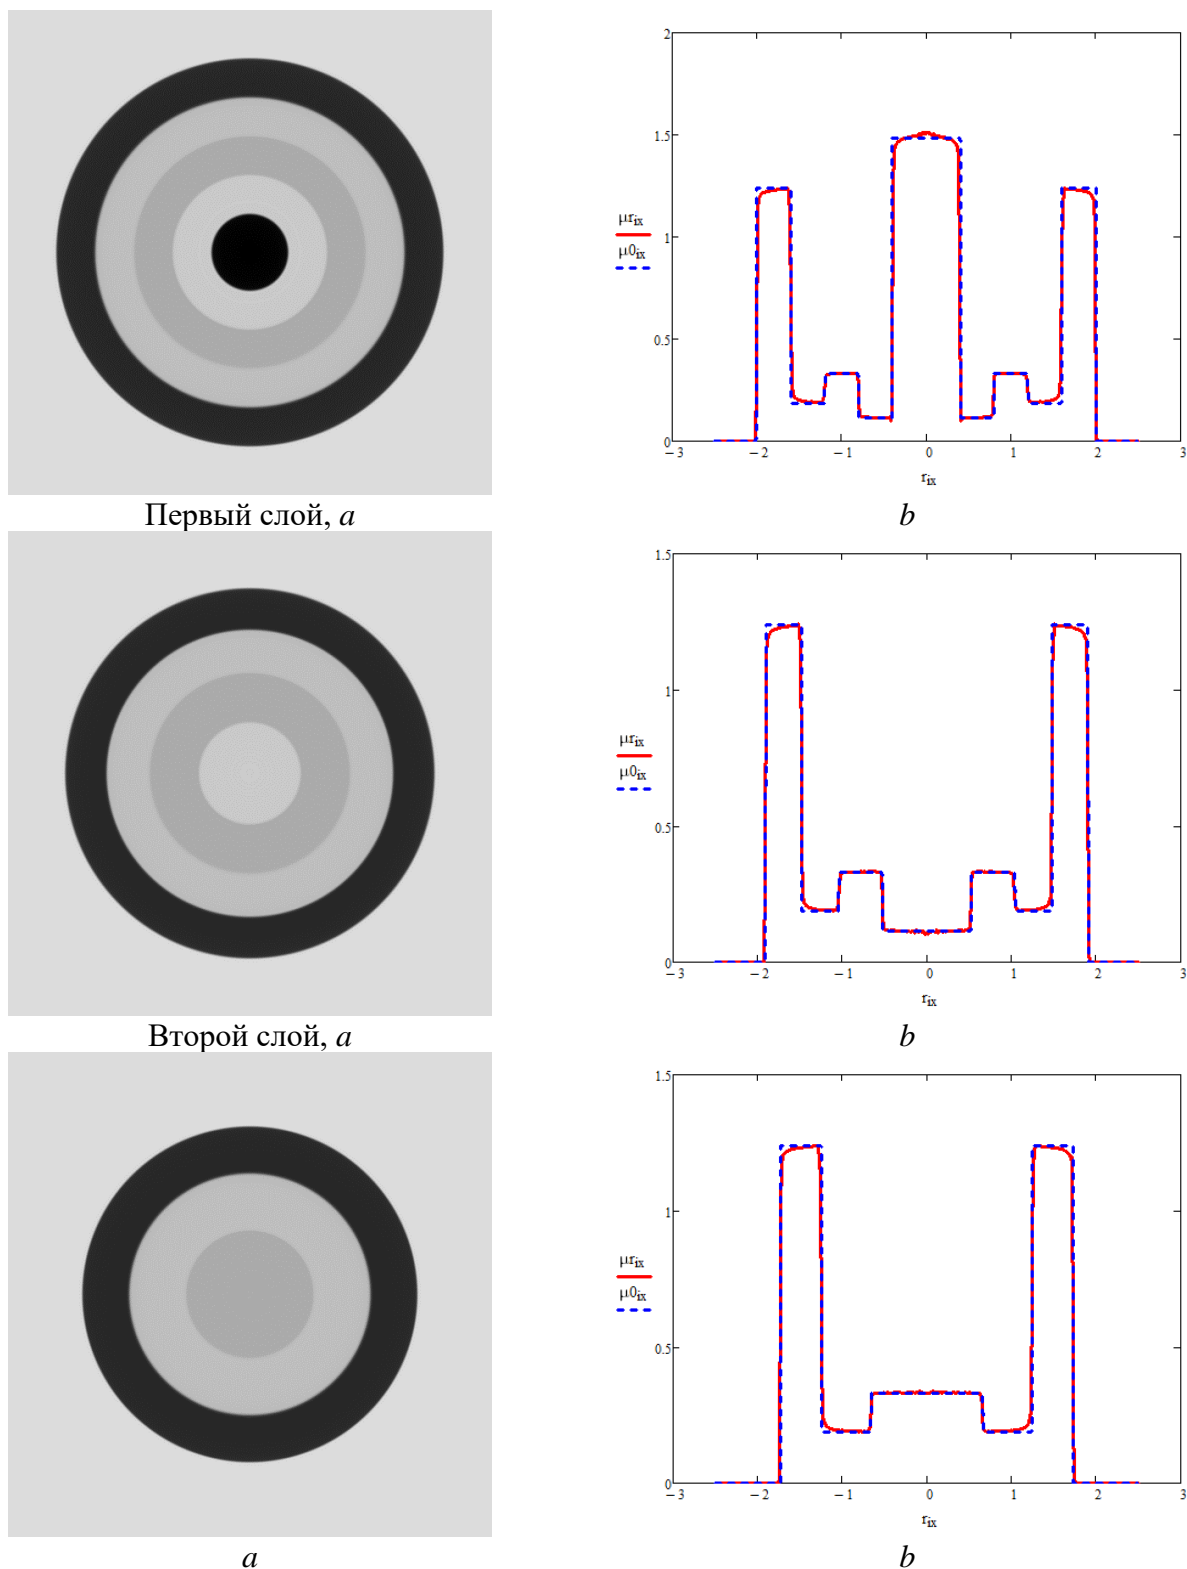 2
1.5
1
0.5
0
−3 −2 −1 0 1 2 3
μr_ix
μ0_ix
r_ix
Первый слой, a
b
1.5
1
0.5
0
−3 −2 −1 0 1 2 3
μr_ix
μ0_ix
r_ix
Второй слой, a
b
1.5
1
0.5
0
−3 −2 −1 0 1 2 3
μr_ix
μ0_ix
r_ix
a
b